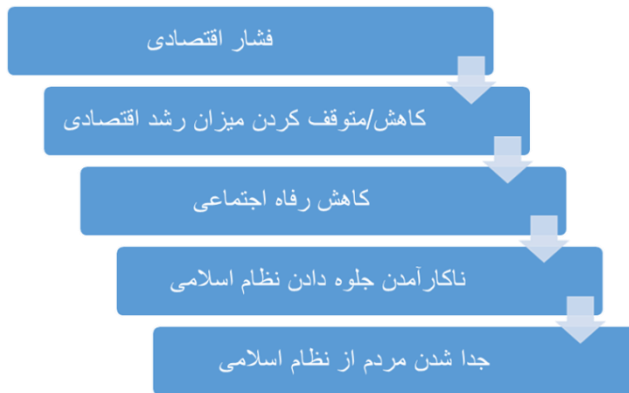 فشار اقتصادی
کاهش/متوقف کردن میزان رشد اقتصادی
کاهش رفاه اجتماعی
ناکارآمدن جلوه دادن نظام اسلامی
جدا شدن مردم از نظام اسلامی